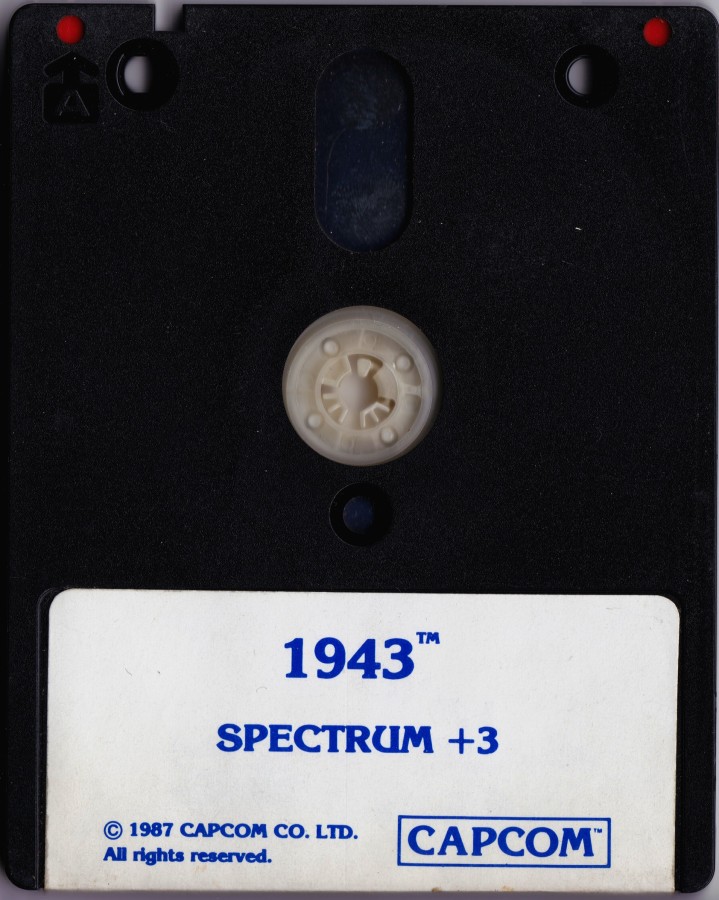 A
1943™
SPECTRUM +3
© 1987 CAPCOM CO. LTD.
All rights reserved.
CAPCOM™